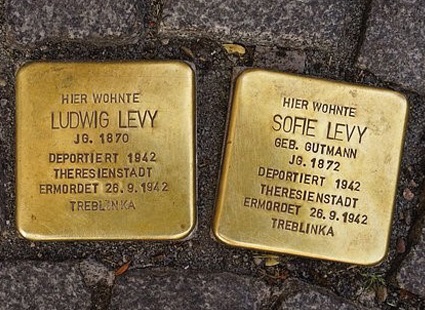 HIER WOHNTE
LUDWIG LEVY
JG. 1870
DEPORTIERT 1942
THERESIENSTADT
ERMORDET 26.9.1942
TREBLINKA
HIER WOHNTE
SOFIE LEVY
GEB. GUTMANN
JG. 1872
DEPORTIERT 1942
THERESIENSTADT
ERMORDET 26.9.1942
TREBLINKA